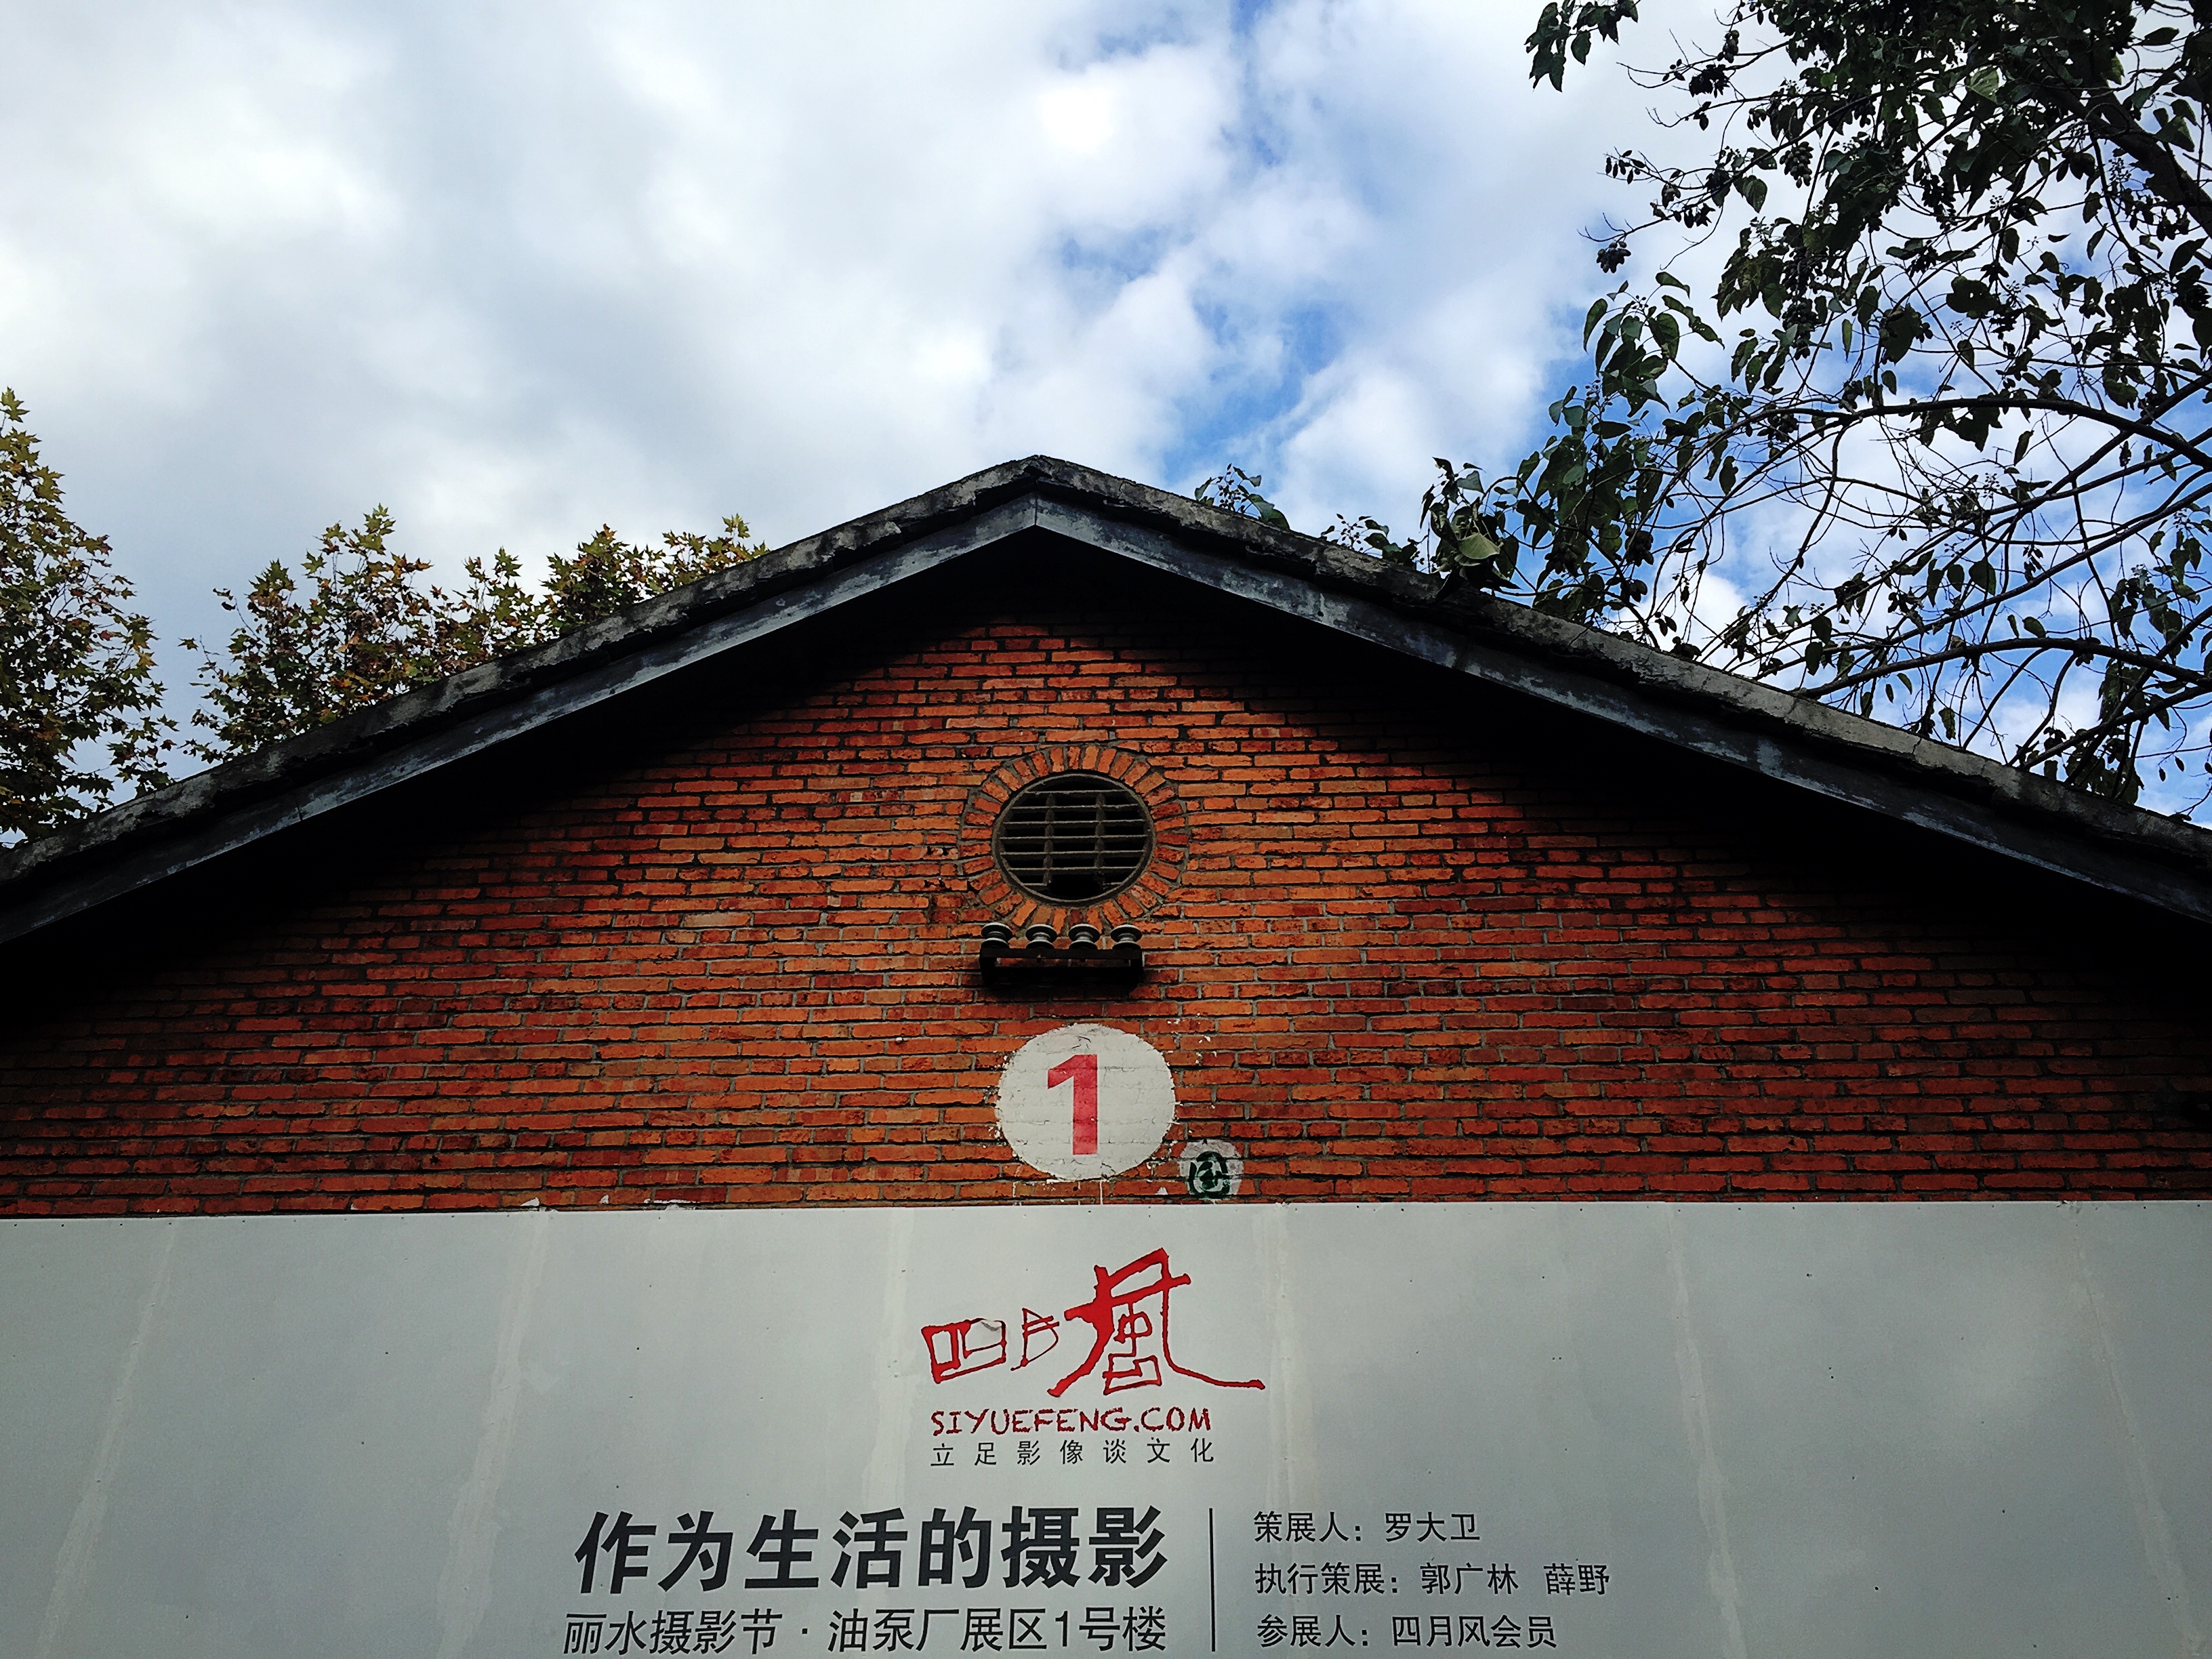 1
四月風
SIYUEFENG.COM
立足影像谈文化
作为生活的摄影
丽水摄影节·油泵厂展区1号楼
策展人：罗大卫
执行策展：郭广林 薛野
参展人：四月风会员